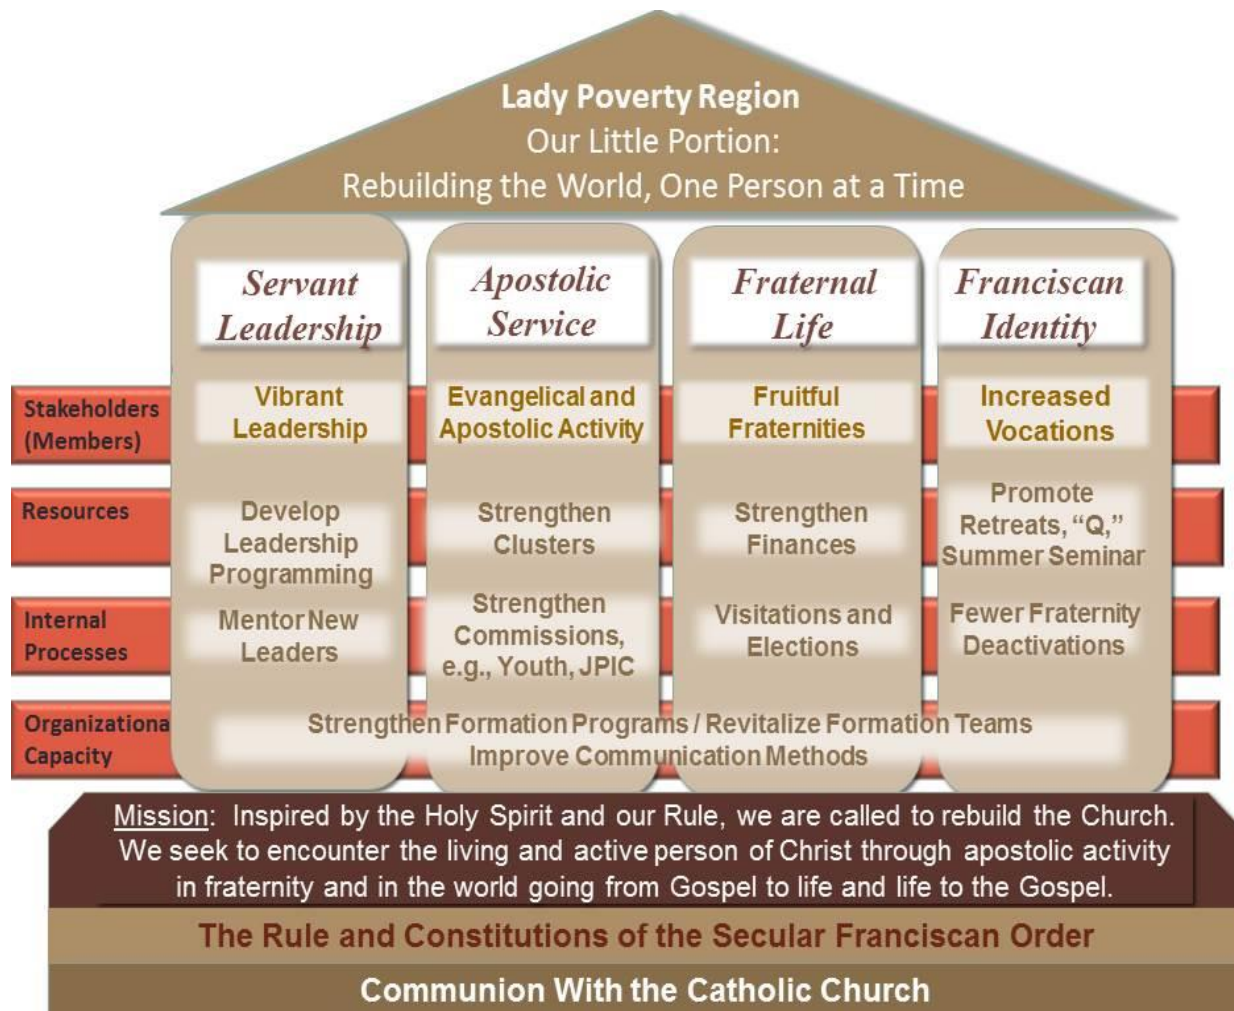 Lady Poverty Region
Our Little Portion:
Rebuilding the World, One Person at a Time
Servant
Leadership
Apostolic
Service
Fraternal
Life
Franciscan
Identity
Stakeholders
(Members)
Vibrant
Leadership
Evangelical and
Apostolic Activity
Fruitful
Fraternities
Increased
Vocations
Resources
Develop
Leadership
Programming
Strengthen
Clusters
Strengthen
Finances
Promote
Retreats, “Q,”
Summer Seminar
Internal
Processes
Mentor New
Leaders
Strengthen
Commissions,
e.g., Youth, JPIC
Visitations and
Elections
Fewer Fraternity
Deactivations
Organizationa
Capacity
Strengthen Formation Programs / Revitalize Formation Teams
Improve Communication Methods
Mission: Inspired by the Holy Spirit and our Rule, we are called to rebuild the Church.
We seek to encounter the living and active person of Christ through apostolic activity
in fraternity and in the world going from Gospel to life and life to the Gospel.
The Rule and Constitutions of the Secular Franciscan Order
Communion With the Catholic Church